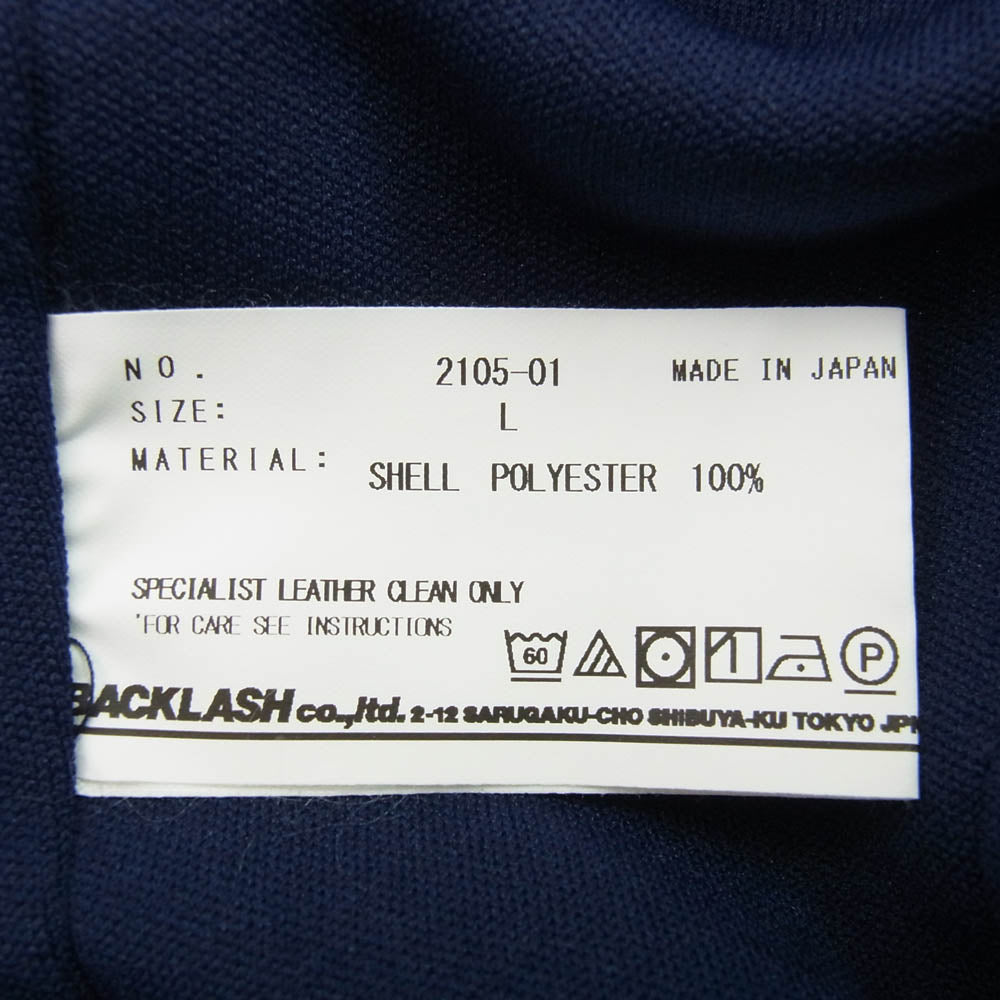 NO. 2105-01 MADE IN JAPAN
SIZE: L
MATERIAL: SHELL POLYESTER 100%
SPECIALIST LEATHER CLEAN ONLY
'FOR CARE SEE INSTRUCTIONS
60 P
BACKLASH co.,ltd. 2-12 SARUGAKU-CHO SHIBUYA-KU TOKYO JPN